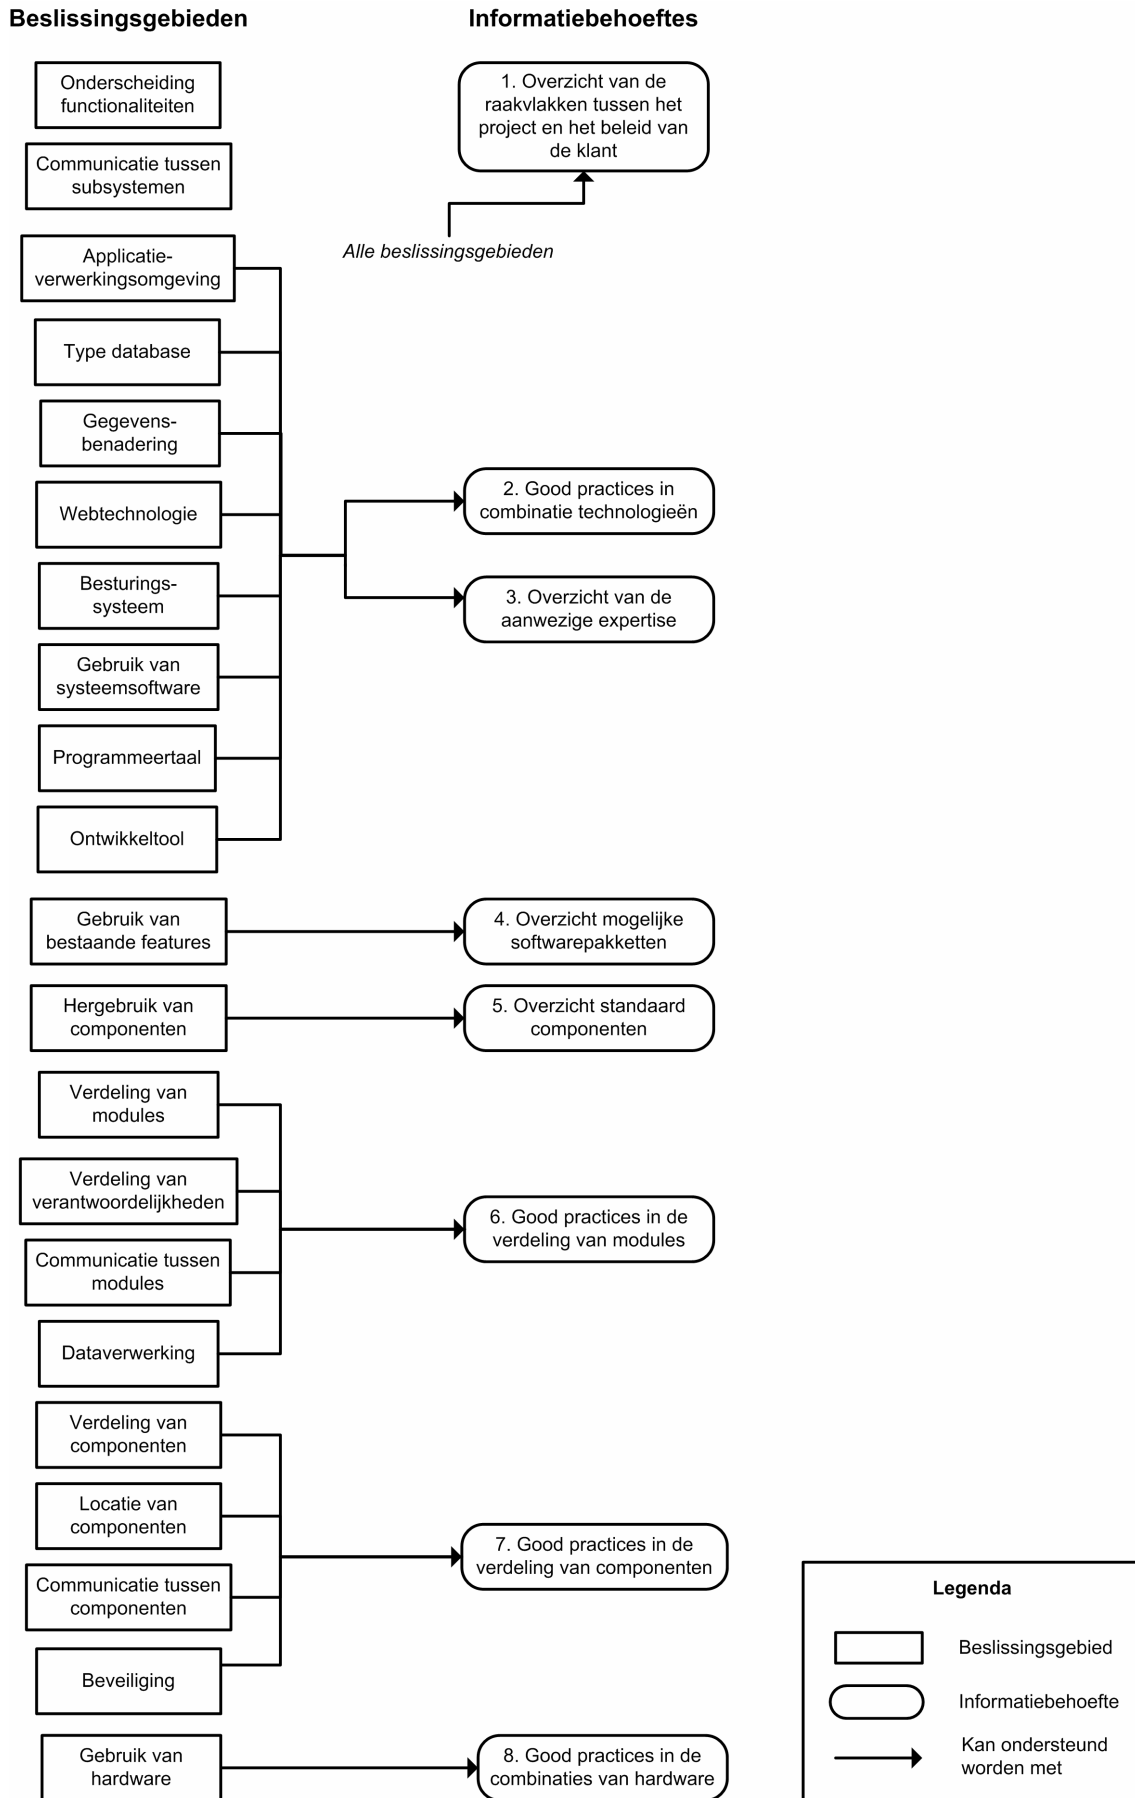 Beslissingsgebieden
Informatiebehoeftes
Onderscheiding
functionaliteiten
1. Overzicht van de
raakvlakken tussen het
project en het beleid van
de klant
Communicatie tussen
subsystemen
Alle beslissingsgebieden
Applicatie-
verwerkingsomgeving
Type database
Gegevens-
benadering
Webtechnologie
2. Good practices in
combinatie technologieën
Besturings-
systeem
3. Overzicht van de
aanwezige expertise
Gebruik van
systeemsoftware
Programmeertaal
Ontwikkeltool
Gebruik van
bestaande features
4. Overzicht mogelijke
softwarepakketten
Hergebruik van
componenten
5. Overzicht standaard
componenten
Verdeling van
modules
Verdeling van
verantwoordelijkheden
6. Good practices in de
verdeling van modules
Communicatie tussen
modules
Dataverwerking
Verdeling van
componenten
Locatie van
componenten
7. Good practices in de
verdeling van componenten
Communicatie tussen
componenten
Beveiliging
Gebruik van
hardware
8. Good practices in de
combinaties van hardware
Legenda
Beslissingsgebied
Informatiebehoefte
Kan ondersteund
worden met